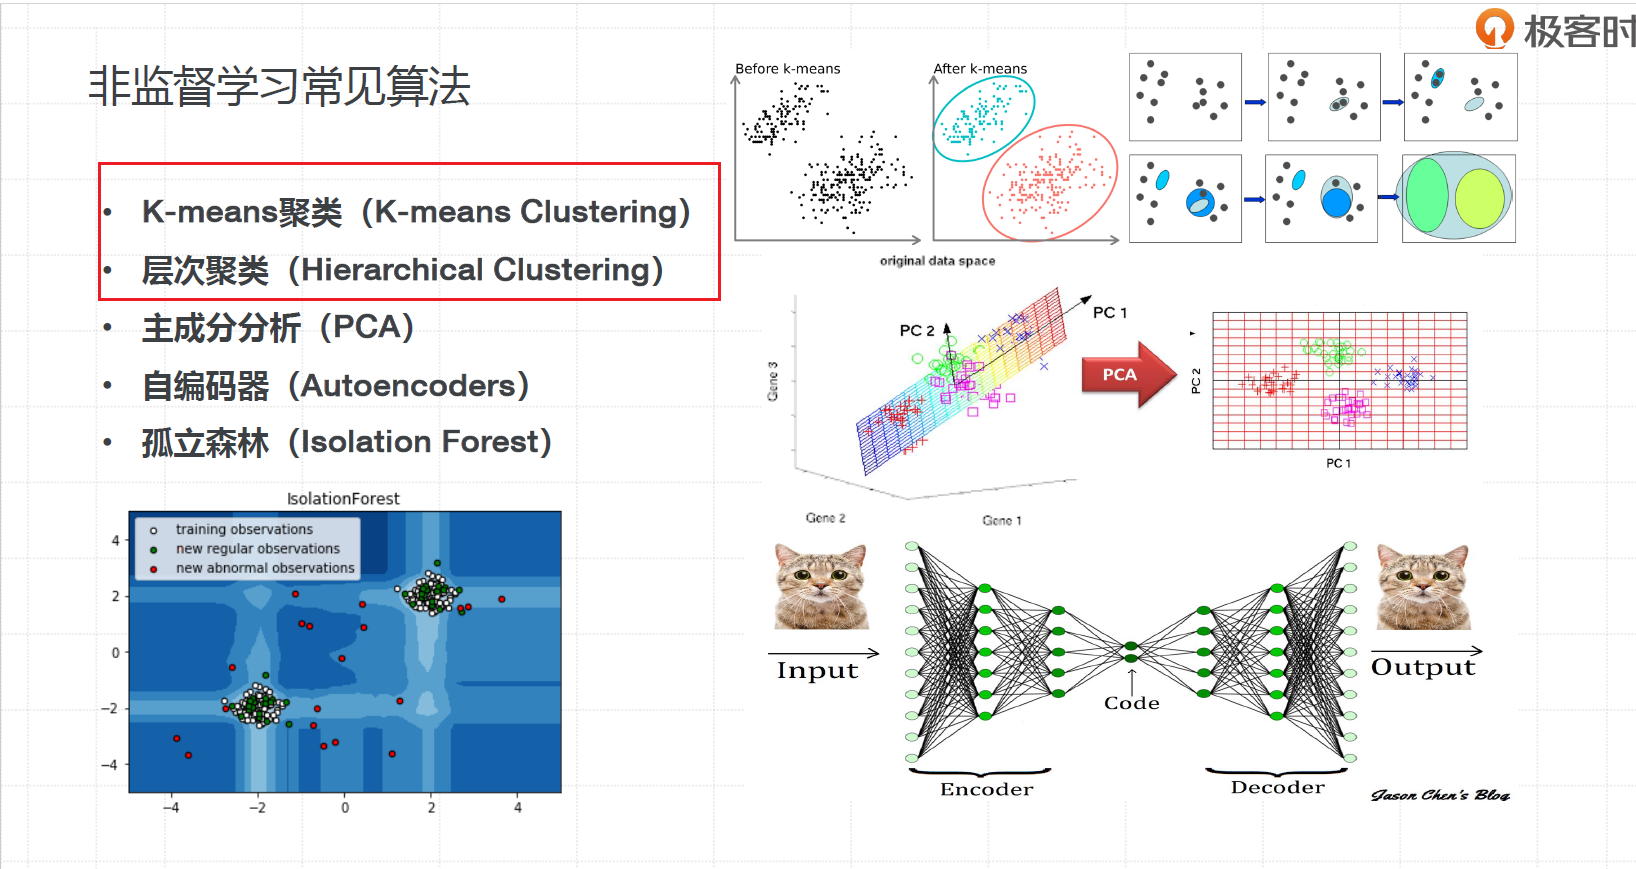 极客时
非监督学习常见算法
• K-means聚类（K-means Clustering）
• 层次聚类（Hierarchical Clustering）
• 主成分分析（PCA）
• 自编码器（Autoencoders）
• 孤立森林（Isolation Forest）
Before k-means
After k-means
original data space
PC 1
PC 2
Gene 3
Gene 2
Gene 1
PCA
PC 2
PC 1
IsolationForest
training observations
new regular observations
new abnormal observations
4
2
0
−2
−4
−4 −2 0 2 4
Input
Output
Code
Encoder
Decoder
Jason Chen's Blog